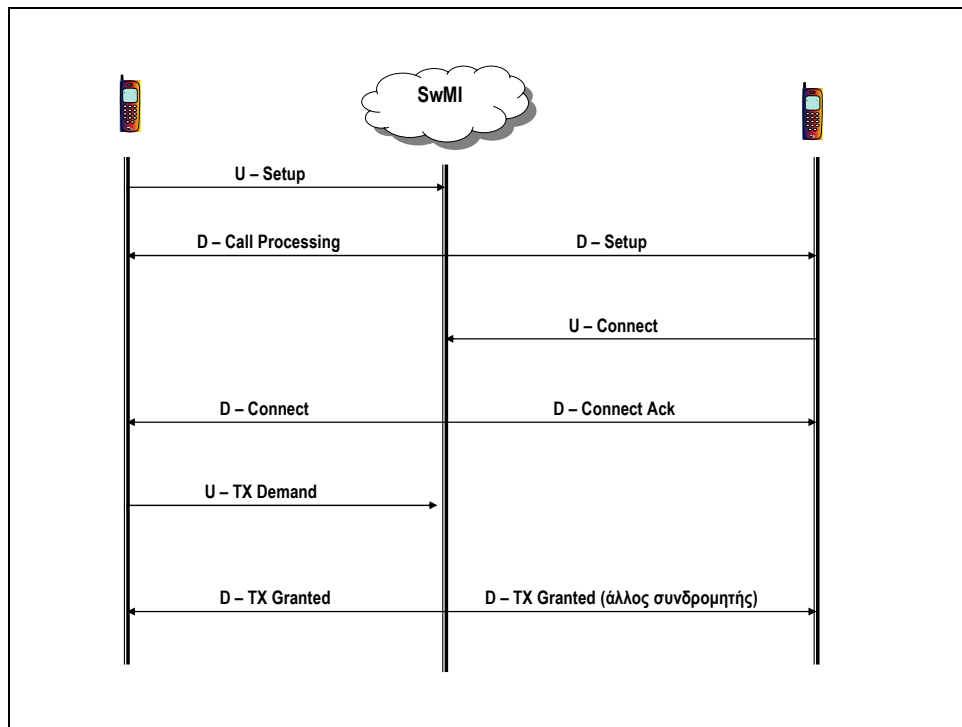 SwMI
U – Setup
D – Call Processing
D – Setup
U – Connect
D – Connect
D – Connect Ack
U – TX Demand
D – TX Granted
D – TX Granted (άλλος συνδρομητής)